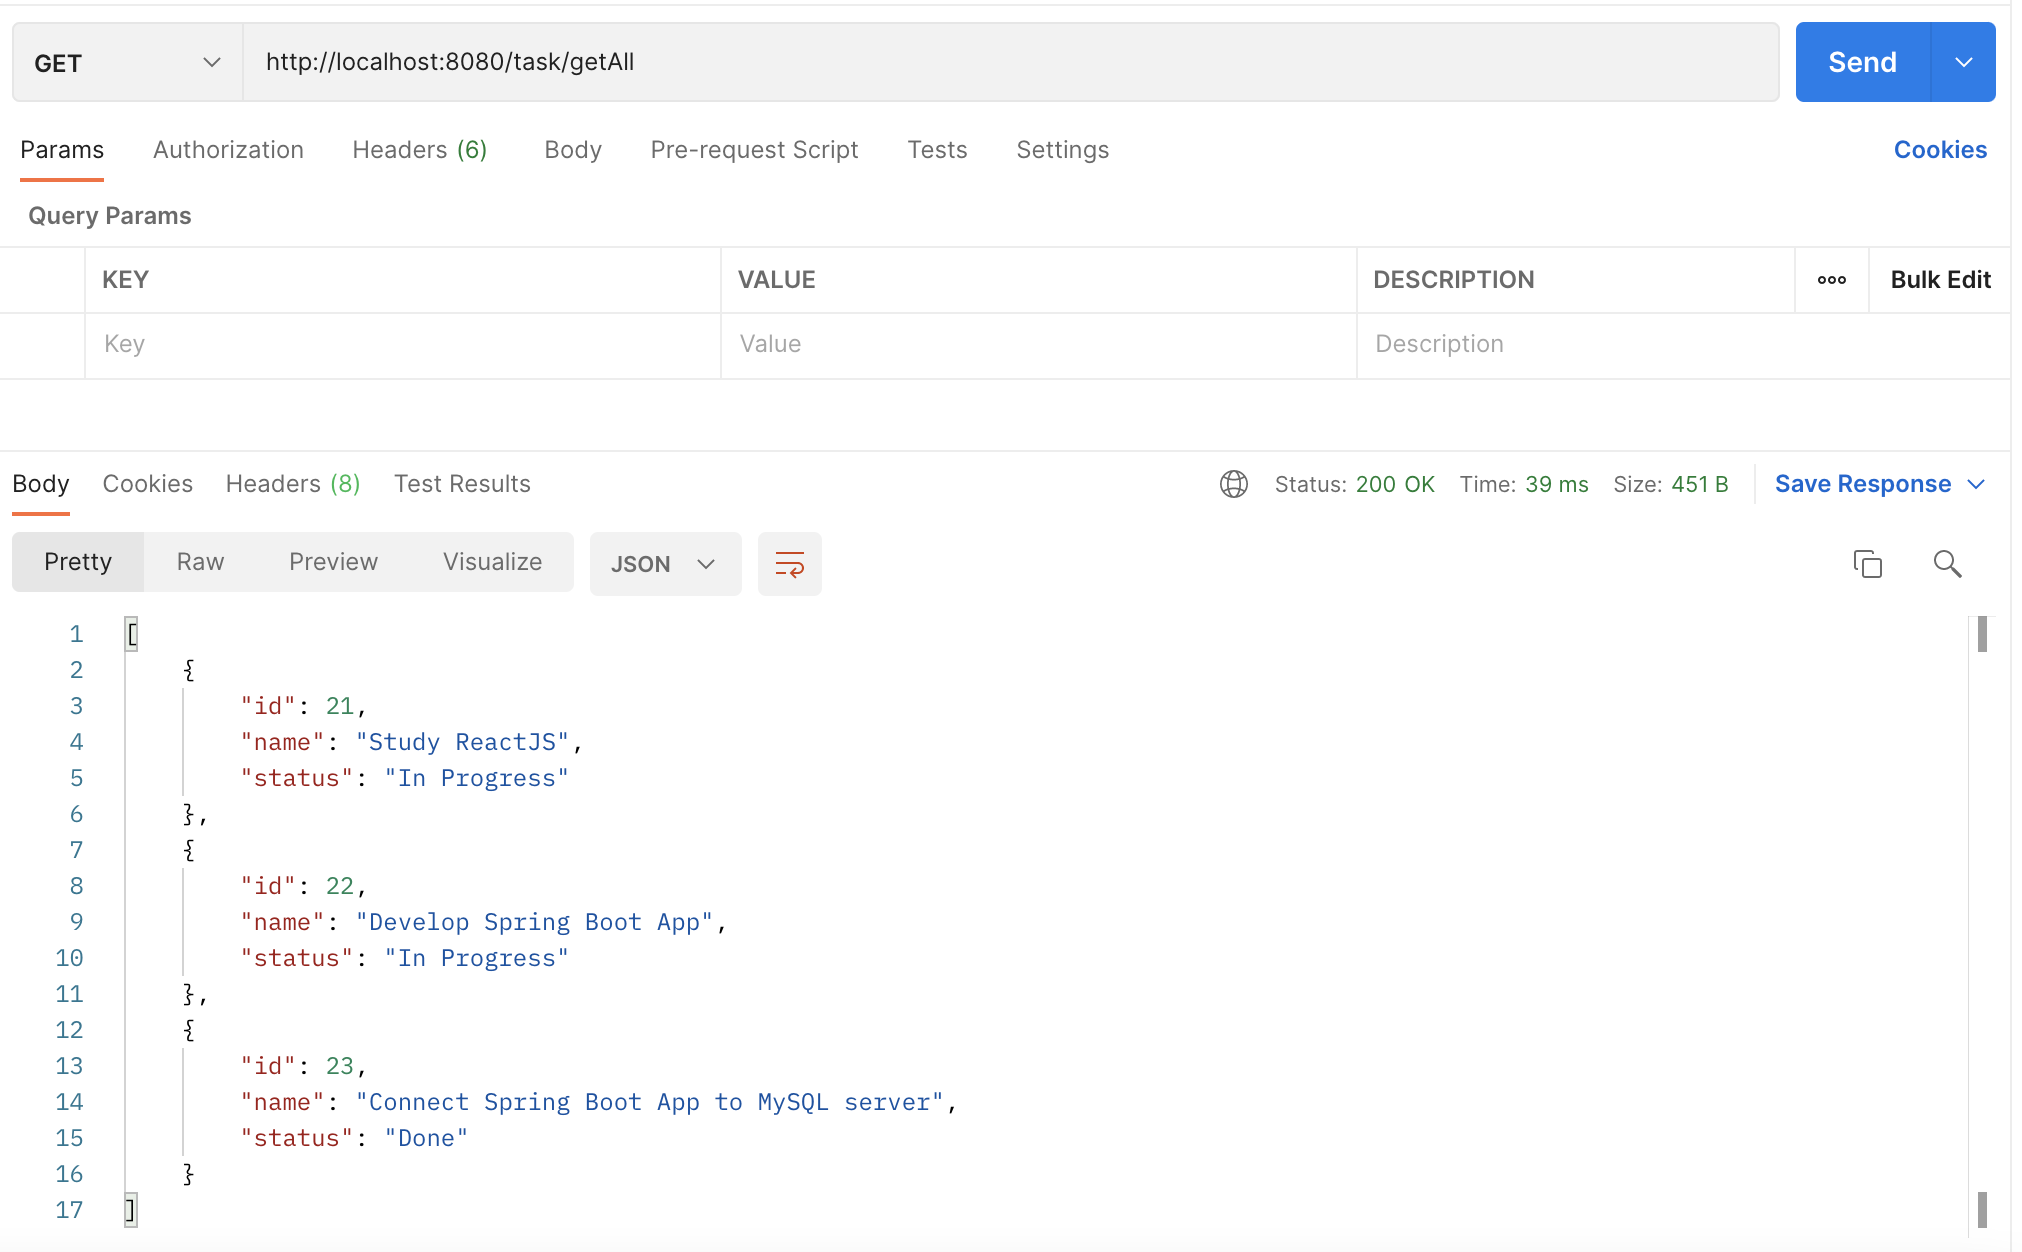 GET http://localhost:8080/task/getAll Send
Params Authorization Headers (6) Body Pre-request Script Tests Settings Cookies
Query Params
KEY VALUE DESCRIPTION ooo Bulk Edit
Key Value Description
Body Cookies Headers (8) Test Results Status: 200 OK Time: 39 ms Size: 451 B Save Response
Pretty Raw Preview Visualize JSON
1 [
2 {
3 "id": 21,
4 "name": "Study ReactJS",
5 "status": "In Progress"
6 },
7 {
8 "id": 22,
9 "name": "Develop Spring Boot App",
10 "status": "In Progress"
11 },
12 {
13 "id": 23,
14 "name": "Connect Spring Boot App to MySQL server",
15 "status": "Done"
16 }
17 ]